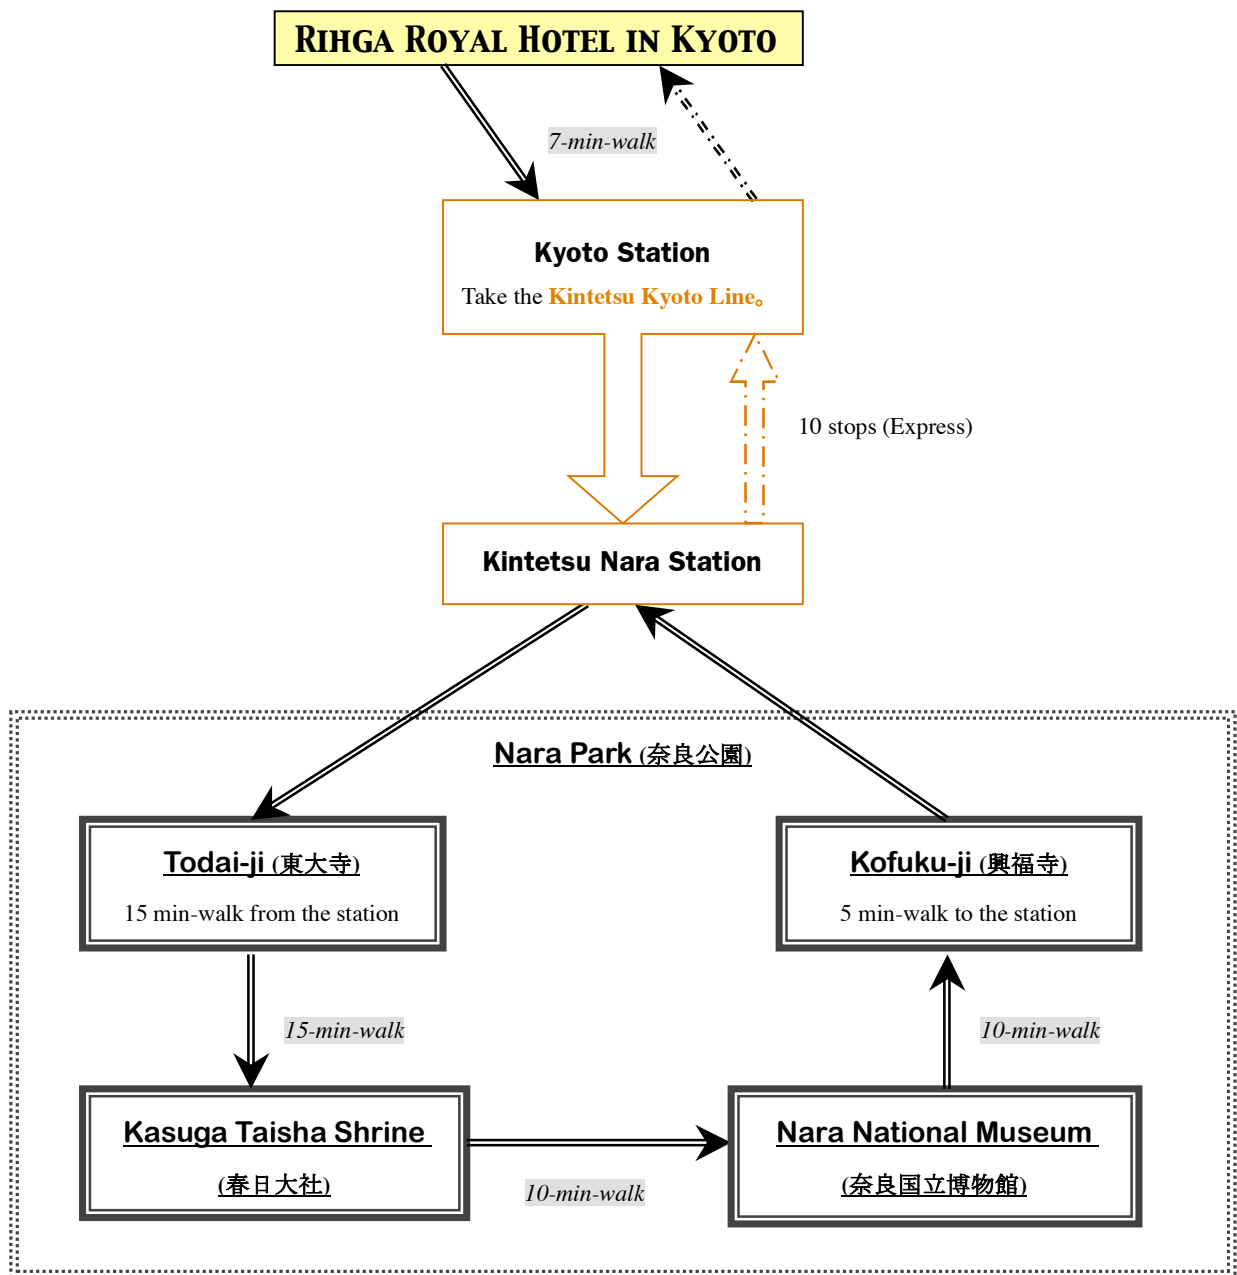 RIHGA ROYAL HOTEL IN KYOTO
7-min-walk
Kyoto Station
Take the Kintetsu Kyoto Line。
10 stops (Express)
Kintetsu Nara Station
Nara Park (奈良公園)
Todai-ji (東大寺)
15 min-walk from the station
Kofuku-ji (興福寺)
5 min-walk to the station
15-min-walk
10-min-walk
Kasuga Taisha Shrine
(春日大社)
10-min-walk
Nara National Museum
(奈良国立博物館)